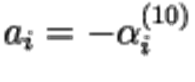 $a_i = -\alpha_i^{(10)}$